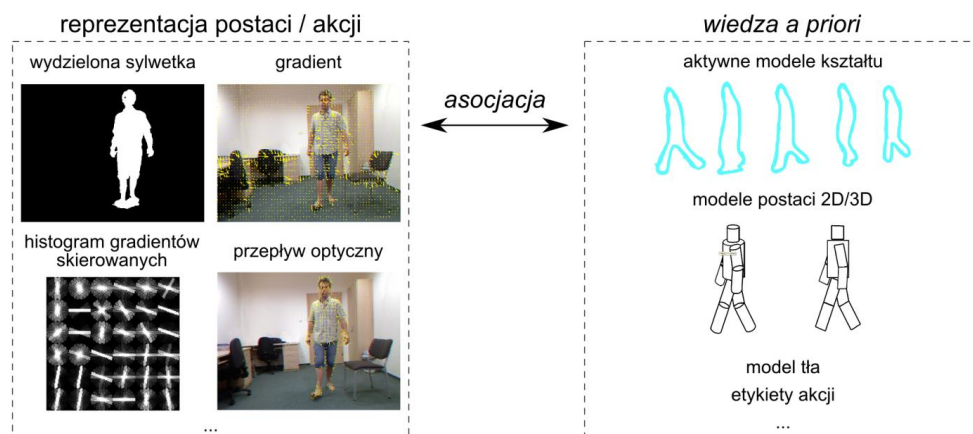 reprezentacja postaci / akcji
wydzielona sylwetka
gradient
histogram gradientów
skierowanych
przepływ optyczny
...
asocjacja
wiedza a priori
aktywne modele kształtu
modele postaci 2D/3D
model tła
etykiety akcji
...